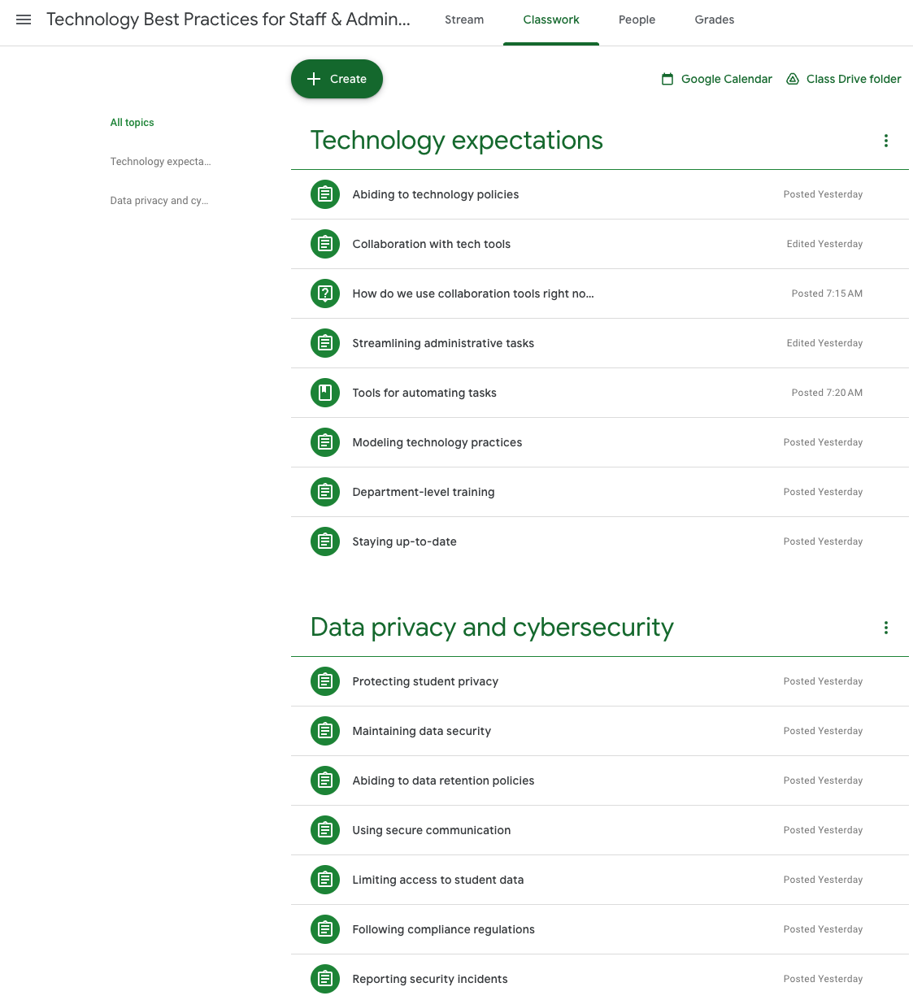 Technology Best Practices for Staff & Admin...
Stream
Classwork
People
Grades
Create
Google Calendar
Class Drive folder
All topics
Technology expecta...
Data privacy and cy...
Technology expectations
Abiding to technology policies
Posted Yesterday
Collaboration with tech tools
Edited Yesterday
How do we use collaboration tools right no...
Posted 7:15 AM
Streamlining administrative tasks
Edited Yesterday
Tools for automating tasks
Posted 7:20 AM
Modeling technology practices
Posted Yesterday
Department-level training
Posted Yesterday
Staying up-to-date
Posted Yesterday
Data privacy and cybersecurity
Protecting student privacy
Posted Yesterday
Maintaining data security
Posted Yesterday
Abiding to data retention policies
Posted Yesterday
Using secure communication
Posted Yesterday
Limiting access to student data
Posted Yesterday
Following compliance regulations
Posted Yesterday
Reporting security incidents
Posted Yesterday